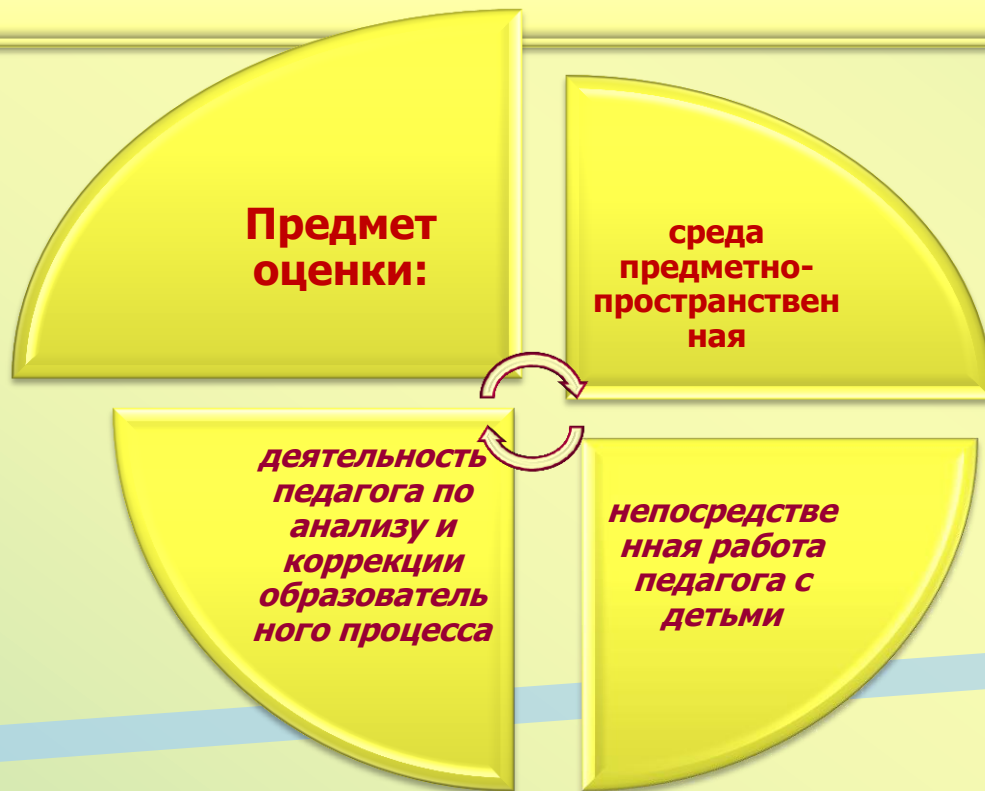 Предмет
оценки:
среда
предметно-
пространствен
ная
деятельность
педагога по
анализу и
коррекции
образователь
ного процесса
непосредстве
нная работа
педагога с
детьми